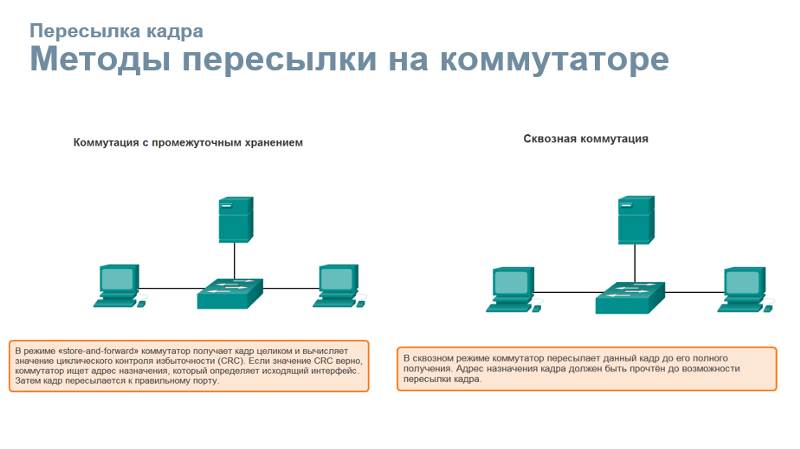 Пересылка кадра
Методы пересылки на коммутаторе
Коммутация с промежуточным хранением
Сквозная коммутация
В режиме «store-and-forward» коммутатор получает кадр целиком и вычисляет
значение циклического контроля избыточности (CRC). Если значение CRC верно,
коммутатор ищет адрес назначения, который определяет исходящий интерфейс.
Затем кадр пересылается к правильному порту.
В сквозном режиме коммутатор пересылает данный кадр до его полного
получения. Адрес назначения кадра должен быть прочтён до возможности
пересылки кадра.